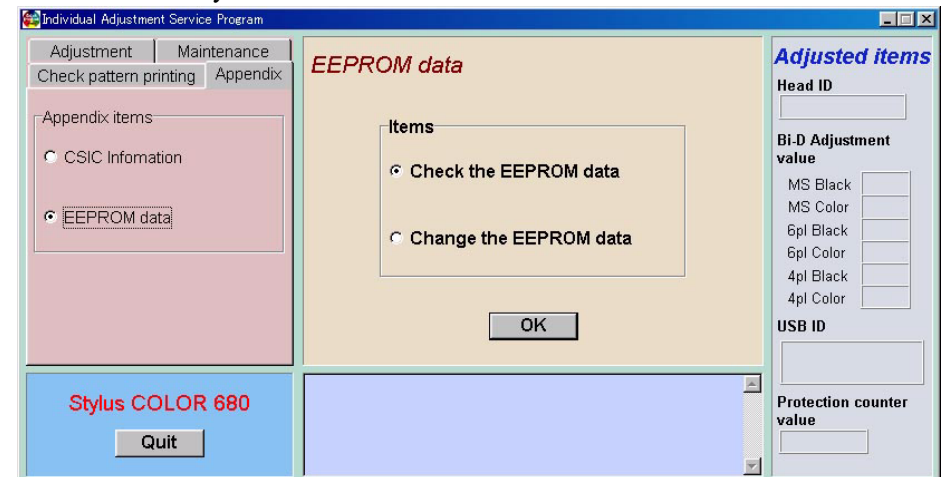 Individual Adjustment Service Program
Adjustment
Maintenance
Check pattern printing
Appendix
Appendix items
CSIC Infomation
EEPROM data
Stylus COLOR 680
Quit
EEPROM data
Items
Check the EEPROM data
Change the EEPROM data
OK
Adjusted items
Head ID
Bi-D Adjustment
value
MS Black
MS Color
6pl Black
6pl Color
4pl Black
4pl Color
USB ID
Protection counter
value